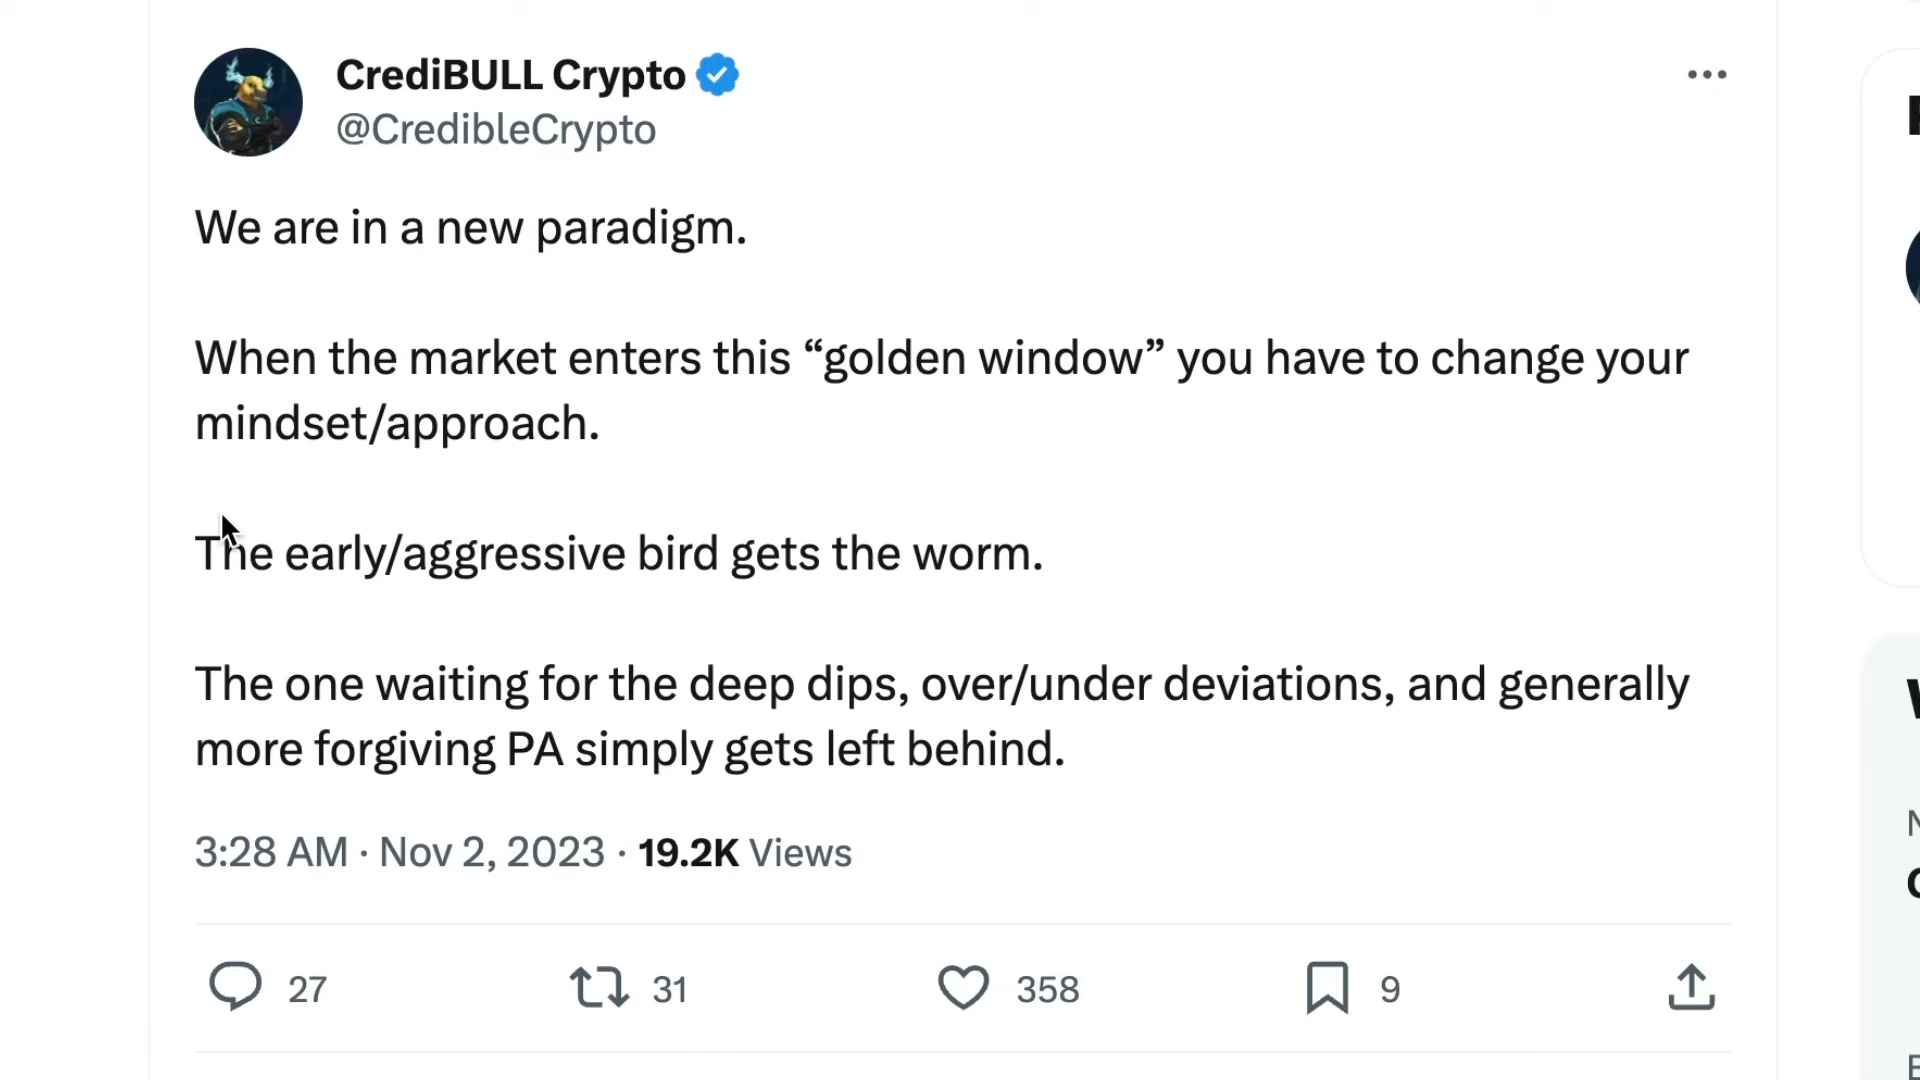 CrediBULL Crypto
@CredibleCrypto
We are in a new paradigm.
When the market enters this “golden window” you have to change your
mindset/approach.
The early/aggressive bird gets the worm.
The one waiting for the deep dips, over/under deviations, and generally
more forgiving PA simply gets left behind.
3:28 AM · Nov 2, 2023 · 19.2K Views
27 31 358 9